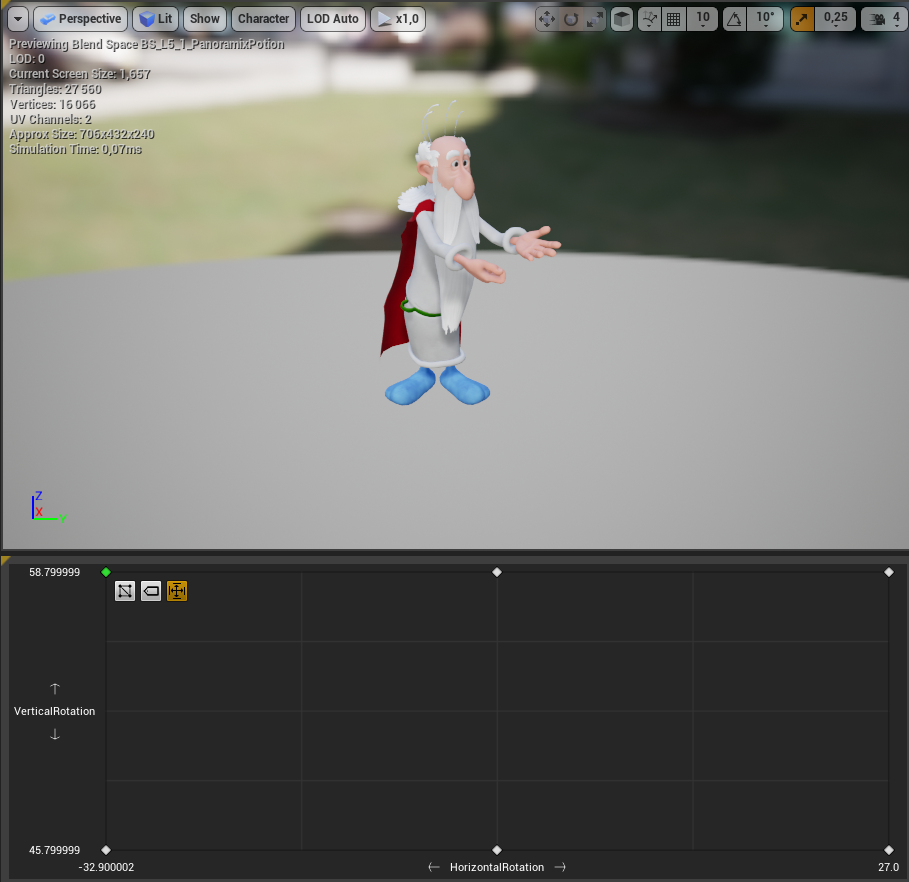 Perspective Lit Show Character LOD Auto x1,0 10 10° 0,25 4
Previewing Blend Space BS_L5_1_PanoramixPotion
LOD: 0
Current Screen Size: 1,657
Triangles: 27 560
Vertices: 16 066
UV Channels: 2
Approx Size: 706x432x240
Simulation Time: 0,07ms
Z
X
Y
58.799999
VerticalRotation
45.799999
-32.900002 HorizontalRotation 27.0